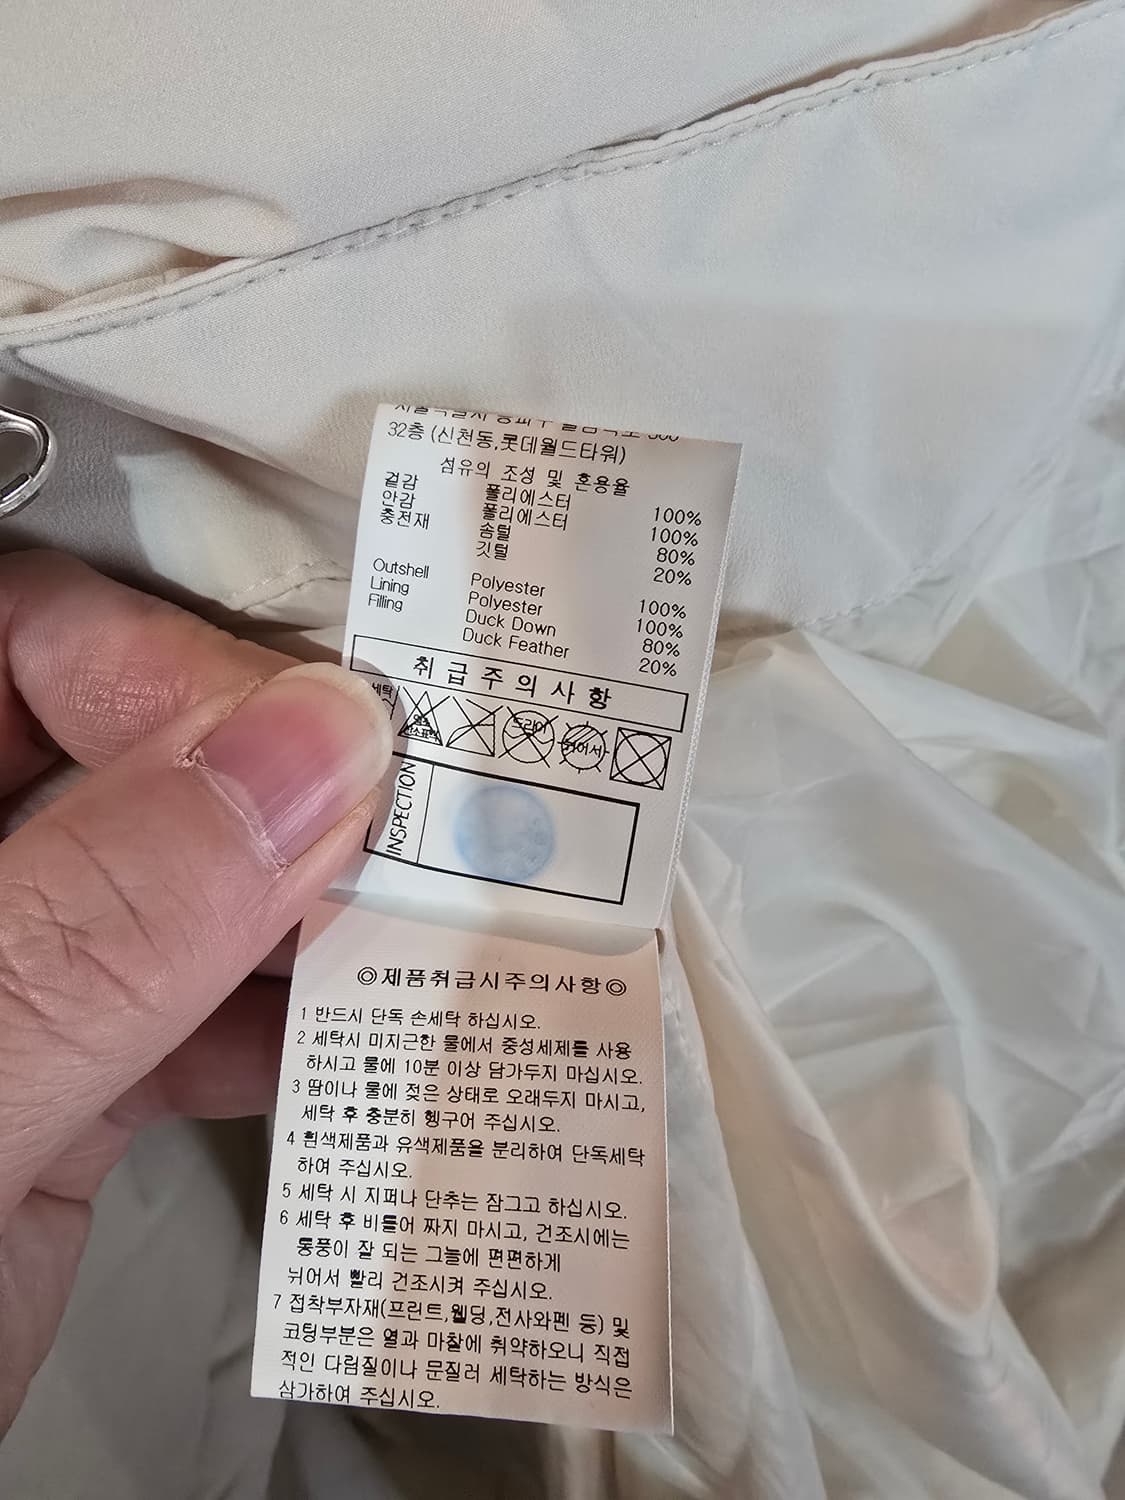 32층 (신천동,롯데월드타워)
섬유의 조성 및 혼용율
겉감 폴리에스터 100%
안감 폴리에스터 100%
충전재 솜털 80%
깃털 20%
Outshell Polyester 100%
Lining Polyester 100%
Filling Duck Down 80%
Duck Feather 20%
취급주의사항
세탁
염소
산소표백
드라이
뉘어서
INSPECTION
◎제품취급시주의사항◎
1 반드시 단독 손세탁 하십시오.
2 세탁시 미지근한 물에서 중성세제를 사용
하시고 물에 10분 이상 담가두지 마십시오.
3 땀이나 물에 젖은 상태로 오래두지 마시고,
세탁 후 충분히 헹구어 주십시오.
4 흰색제품과 유색제품을 분리하여 단독세탁
하여 주십시오.
5 세탁 시 지퍼나 단추는 잠그고 하십시오.
6 세탁 후 비틀어 짜지 마시고, 건조시에는
통풍이 잘 되는 그늘에 편편하게
뉘어서 빨리 건조시켜 주십시오.
7 접착부자재(프린트,웰딩,전사와펜 등) 및
코팅부분은 열과 마찰에 취약하오니 직접
적인 다림질이나 문질러 세탁하는 방식은
삼가하여 주십시오.